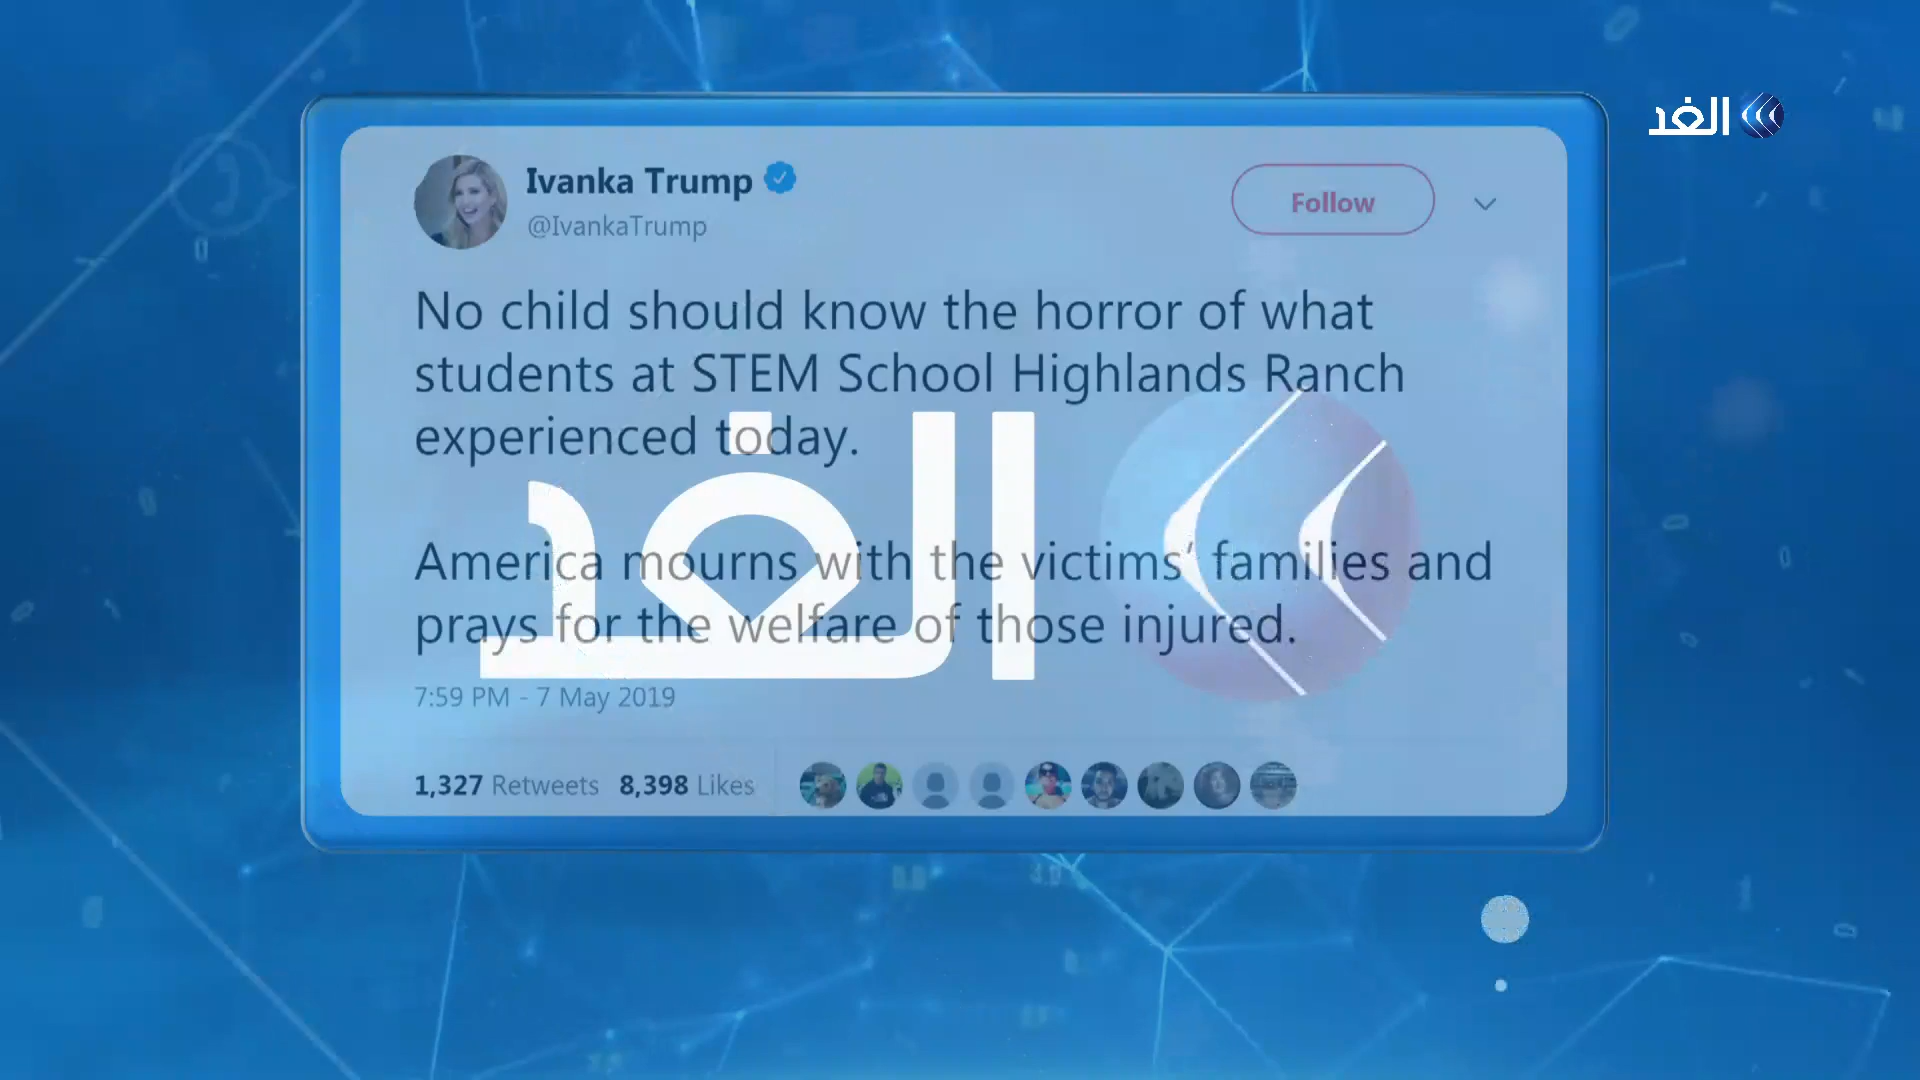 الغد
Ivanka Trump
@IvankaTrump
Follow
No child should know the horror of what
students at STEM School Highlands Ranch
experienced today.
الغد
America mourns with the victims' families and
prays for the welfare of those injured.
7:59 PM - 7 May 2019
1,327 Retweets 8,398 Likes